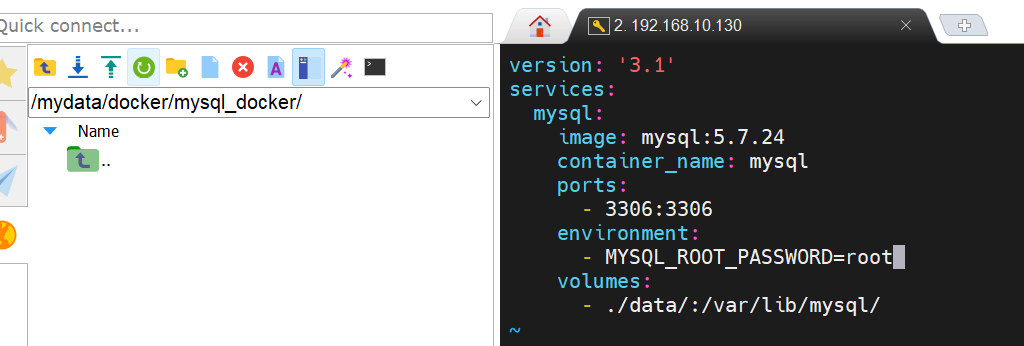 Quick connect...
/mydata/docker/mysql_docker/
Name
..
2. 192.168.10.130
version: '3.1'
services:
  mysql:
    image: mysql:5.7.24
    container_name: mysql
    ports:
      - 3306:3306
    environment:
      - MYSQL_ROOT_PASSWORD=root
    volumes:
      - ./data/:/var/lib/mysql/
~